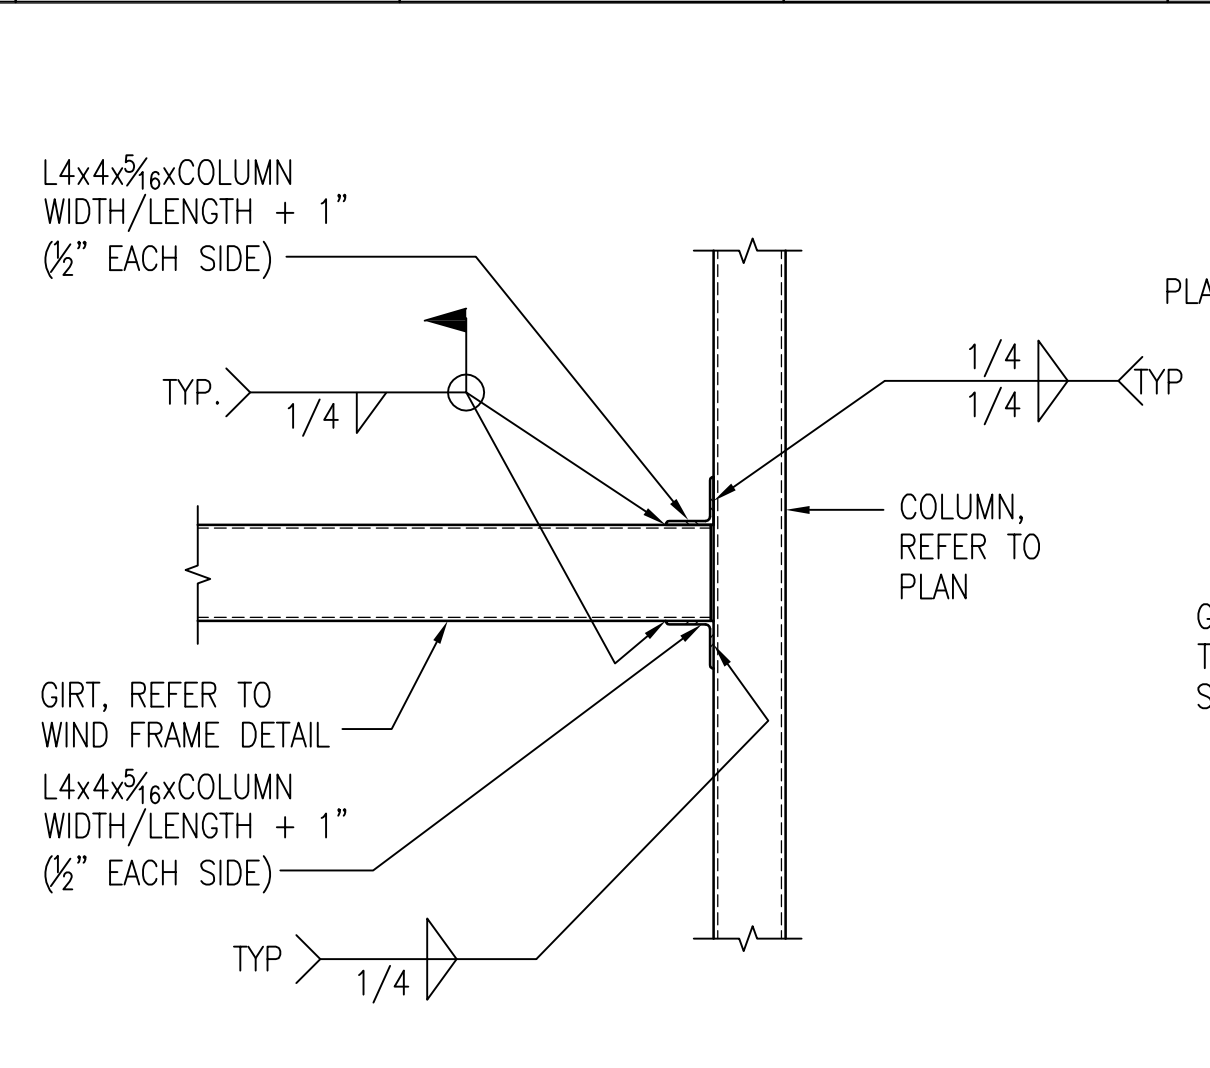 L4x4x5/16xCOLUMN
WIDTH/LENGTH + 1"
(1/2" EACH SIDE)
TYP.
1/4
1/4
1/4
TYP
COLUMN,
REFER TO
PLAN
GIRT, REFER TO
WIND FRAME DETAIL
L4x4x5/16xCOLUMN
WIDTH/LENGTH + 1"
(1/2" EACH SIDE)
TYP
1/4
PLA
G
T
S